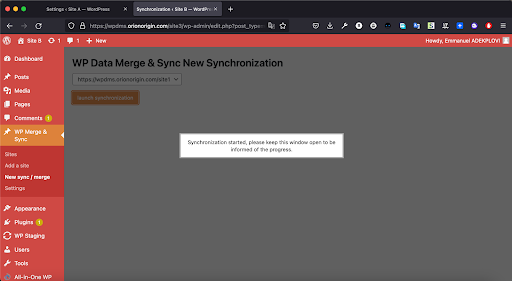 Settings ‹ Site A — WordPress
Synchronization ‹ Site B — WordPress
https://wpdms.orionorigin.com/site3/wp-admin/edit.php?post_type=
Site B
1
1
New
Howdy, Emmanuel ADEKPLOVI
Dashboard
Posts
Media
Pages
Comments 1
WP Merge &
Sync
Sites
Add a site
New sync / merge
Settings
Appearance
Plugins 1
WP Staging
Users
Tools
All-in-One WP
WP Data Merge & Sync New Synchronization
https://wpdms.orionorigin.com/site1
launch synchronization
Synchronization started, please keep this window open to be
informed of the progress.